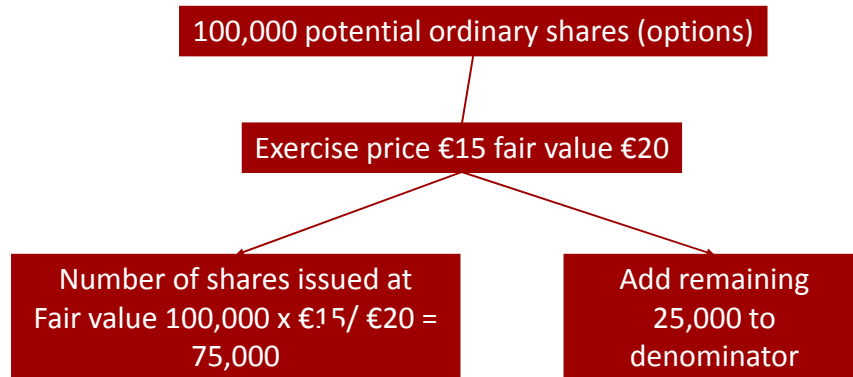 100,000 potential ordinary shares (options)
Exercise price €15 fair value €20
Number of shares issued at
Fair value 100,000 x €15/ €20 =
75,000
Add remaining
25,000 to
denominator